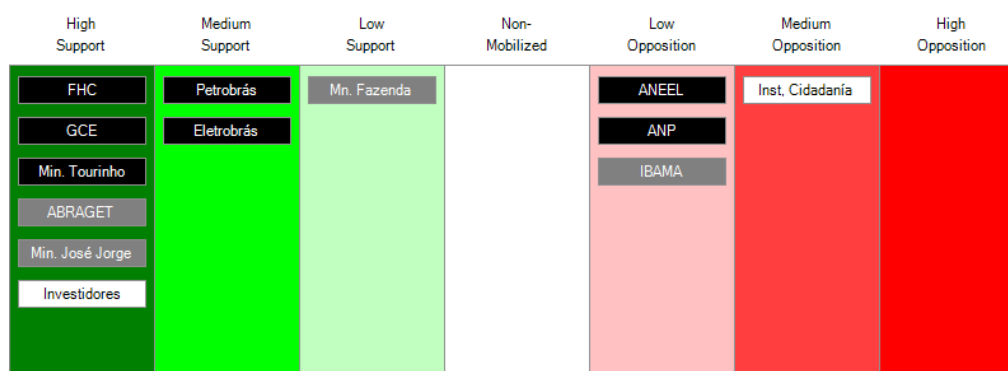 High Support
Medium Support
Low Support
Non-Mobilized
Low Opposition
Medium Opposition
High Opposition
FHC
Petrobrás
Mn. Fazenda
ANEEL
Inst, Cidadanía
GCE
Eletrobrás
ANP
Min. Tourinho
IBAMA
ABRAGET
Min. José Jorge
Investidores